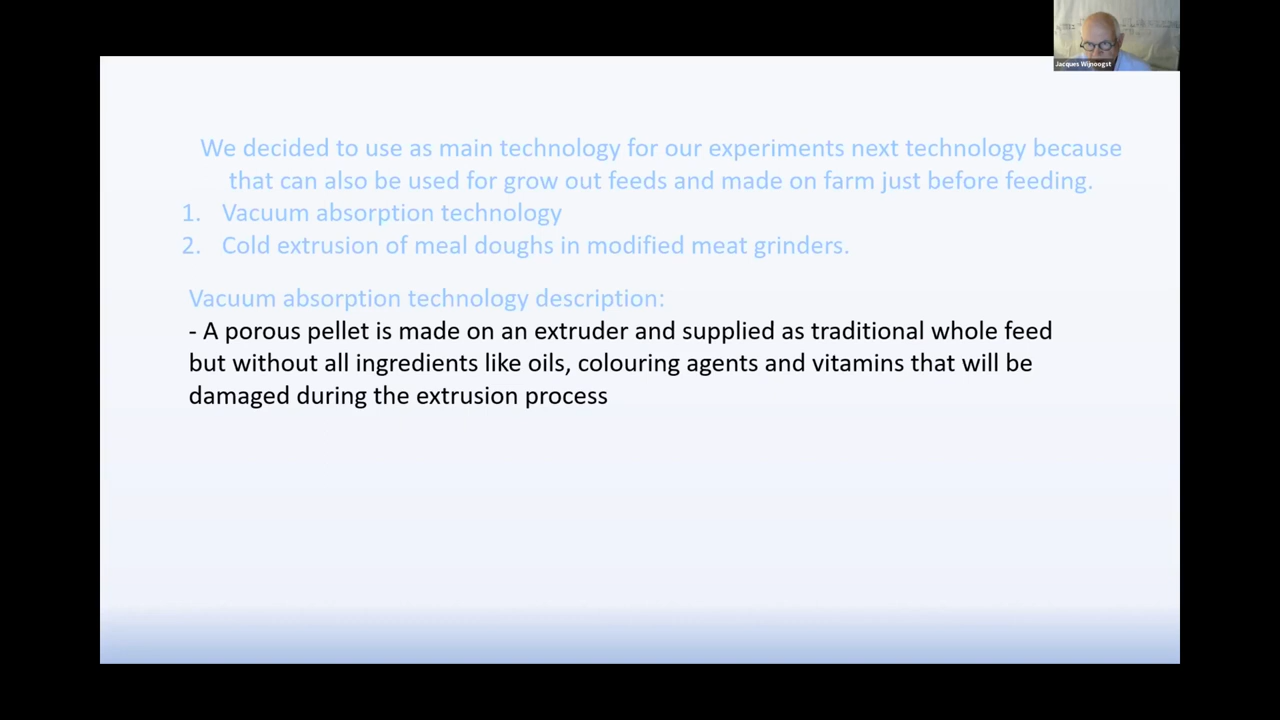 Jacques Wijnoogst
We decided to use as main technology for our experiments next technology because
that can also be used for grow out feeds and made on farm just before feeding.
1. Vacuum absorption technology
2. Cold extrusion of meal doughs in modified meat grinders.
Vacuum absorption technology description:
- A porous pellet is made on an extruder and supplied as traditional whole feed
but without all ingredients like oils, colouring agents and vitamins that will be
damaged during the extrusion process